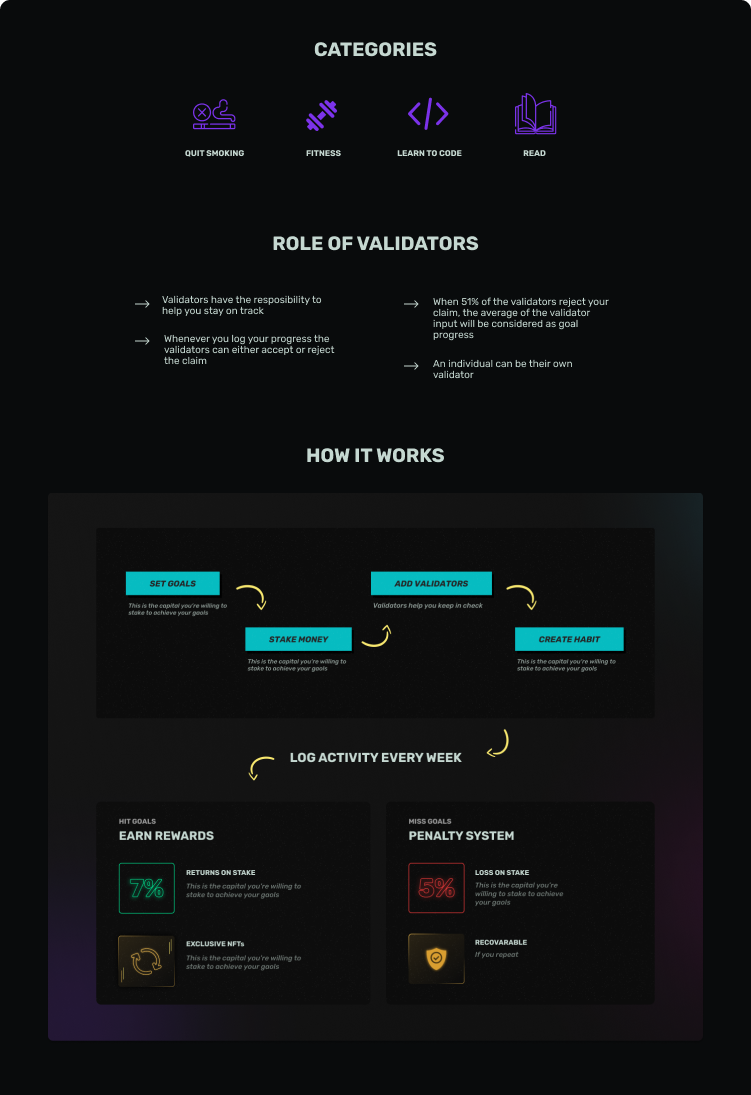 CATEGORIES
QUIT SMOKING
FITNESS
LEARN TO CODE
READ
ROLE OF VALIDATORS
Validators have the resposibility to
help you stay on track
Whenever you log your progress the
validators can either accept or reject
the claim
When 51% of the validators reject your
claim, the average of the validator
input will be considered as goal
progress
An individual can be their own
validator
HOW IT WORKS
SET GOALS
This is the capital you're willing to
stake to achieve your gaols
STAKE MONEY
This is the capital you're willing to
stake to achieve your gaols
ADD VALIDATORS
Validators help you keep in check
CREATE HABIT
This is the capital you're willing to
stake to achieve your gaols
LOG ACTIVITY EVERY WEEK
HIT GOALS
EARN REWARDS
7%
RETURNS ON STAKE
This is the capital you're willing to
stake to achieve your gaols
EXCLUSIVE NFTs
This is the capital you're willing to
stake to achieve your gaols
MISS GOALS
PENALTY SYSTEM
5%
LOSS ON STAKE
This is the capital you're
willing to stake to achieve
your gaols
RECOVARABLE
If you repeat